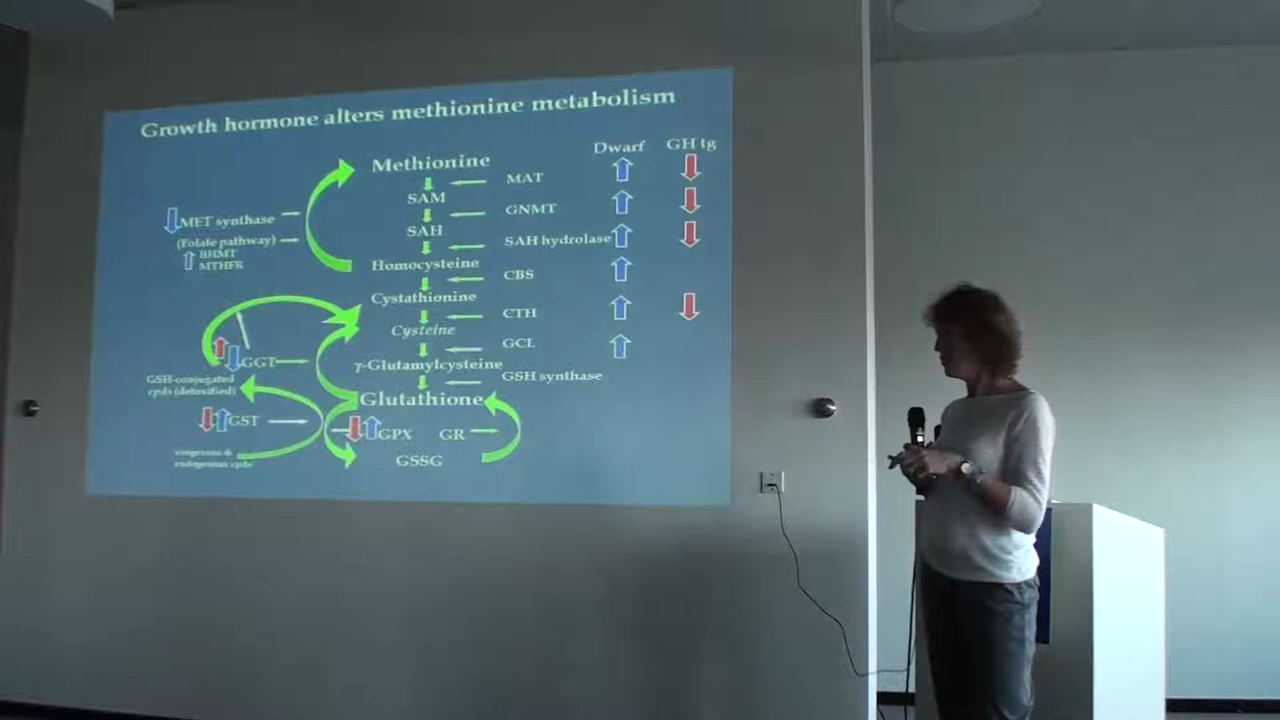 Growth hormone alters methionine metabolism
Dwarf GH tg
Methionine
MAT
SAM
GNMT
SAH
SAH hydrolase
Homocysteine
CBS
Cystathionine
CTH
Cysteine
GCL
γ-Glutamylcysteine
GSH synthase
Glutathione
GPX GR
GSSG
MET synthase
(Folate pathway)
BHMT
MTHFR
GGT
GSH-conjugated
cpds (detoxified)
GST
endogenous cpds